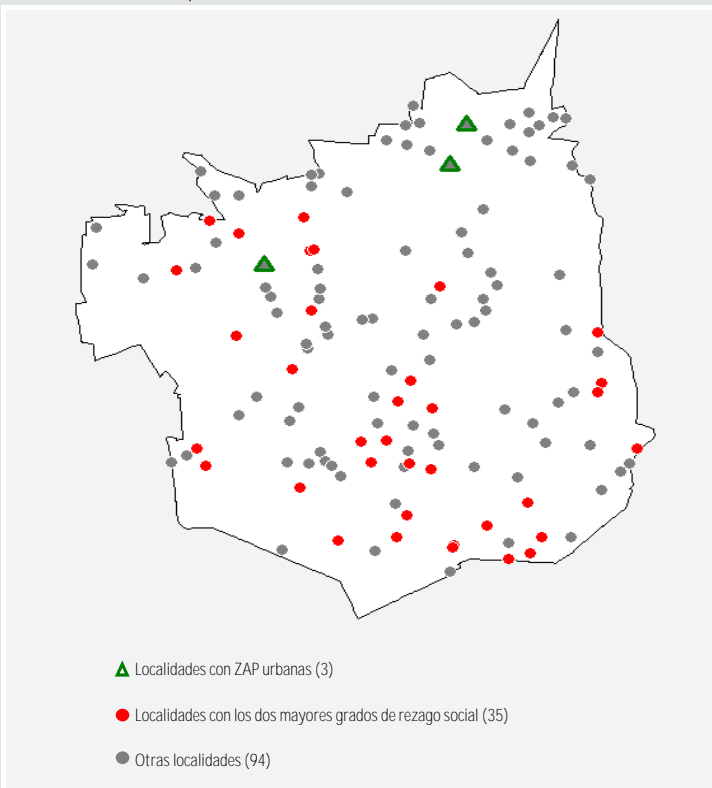 Localidades con ZAP urbanas (3)
Localidades con los dos mayores grados de rezago social (35)
Otras localidades (94)